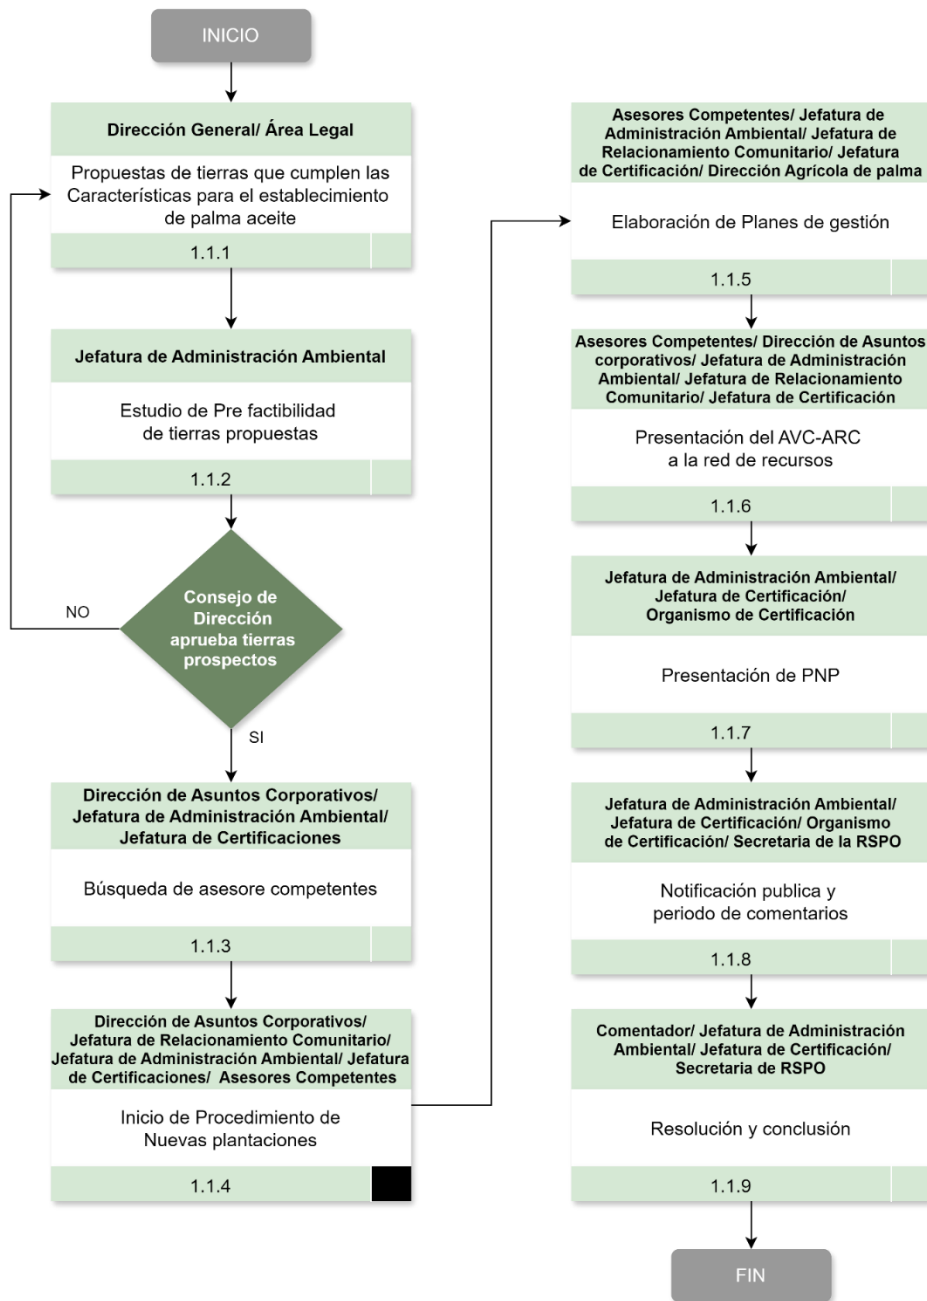 INICIO
Dirección General/ Área Legal
Propuestas de tierras que cumplen las
Características para el establecimiento
de palma aceite
1.1.1
Jefatura de Administración Ambiental
Estudio de Pre factibilidad
de tierras propuestas
1.1.2
Consejo de
Dirección
aprueba tierras
prospectos
NO
SI
Dirección de Asuntos Corporativos/
Jefatura de Administración Ambiental/
Jefatura de Certificaciones
Búsqueda de asesore competentes
1.1.3
Dirección de Asuntos Corporativos/
Jefatura de Relacionamiento Comunitario/
Jefatura de Administración Ambiental/ Jefatura
de Certificaciones/ Asesores Competentes
Inicio de Procedimiento de
Nuevas plantaciones
1.1.4
Asesores Competentes/ Jefatura de
Administración Ambiental/ Jefatura de
Relacionamiento Comunitario/ Jefatura
de Certificación/ Dirección Agrícola de palma
Elaboración de Planes de gestión
1.1.5
Asesores Competentes/ Dirección de Asuntos
corporativos/ Jefatura de Administración
Ambiental/ Jefatura de Relacionamiento
Comunitario/ Jefatura de Certificación
Presentación del AVC-ARC
a la red de recursos
1.1.6
Jefatura de Administración Ambiental/
Jefatura de Certificación/
Organismo de Certificación
Presentación de PNP
1.1.7
Jefatura de Administración Ambiental/
Jefatura de Certificación/ Organismo
de Certificación/ Secretaria de la RSPO
Notificación publica y
periodo de comentarios
1.1.8
Comentador/ Jefatura de Administración
Ambiental/ Jefatura de Certificación/
Secretaria de RSPO
Resolución y conclusión
1.1.9
FIN